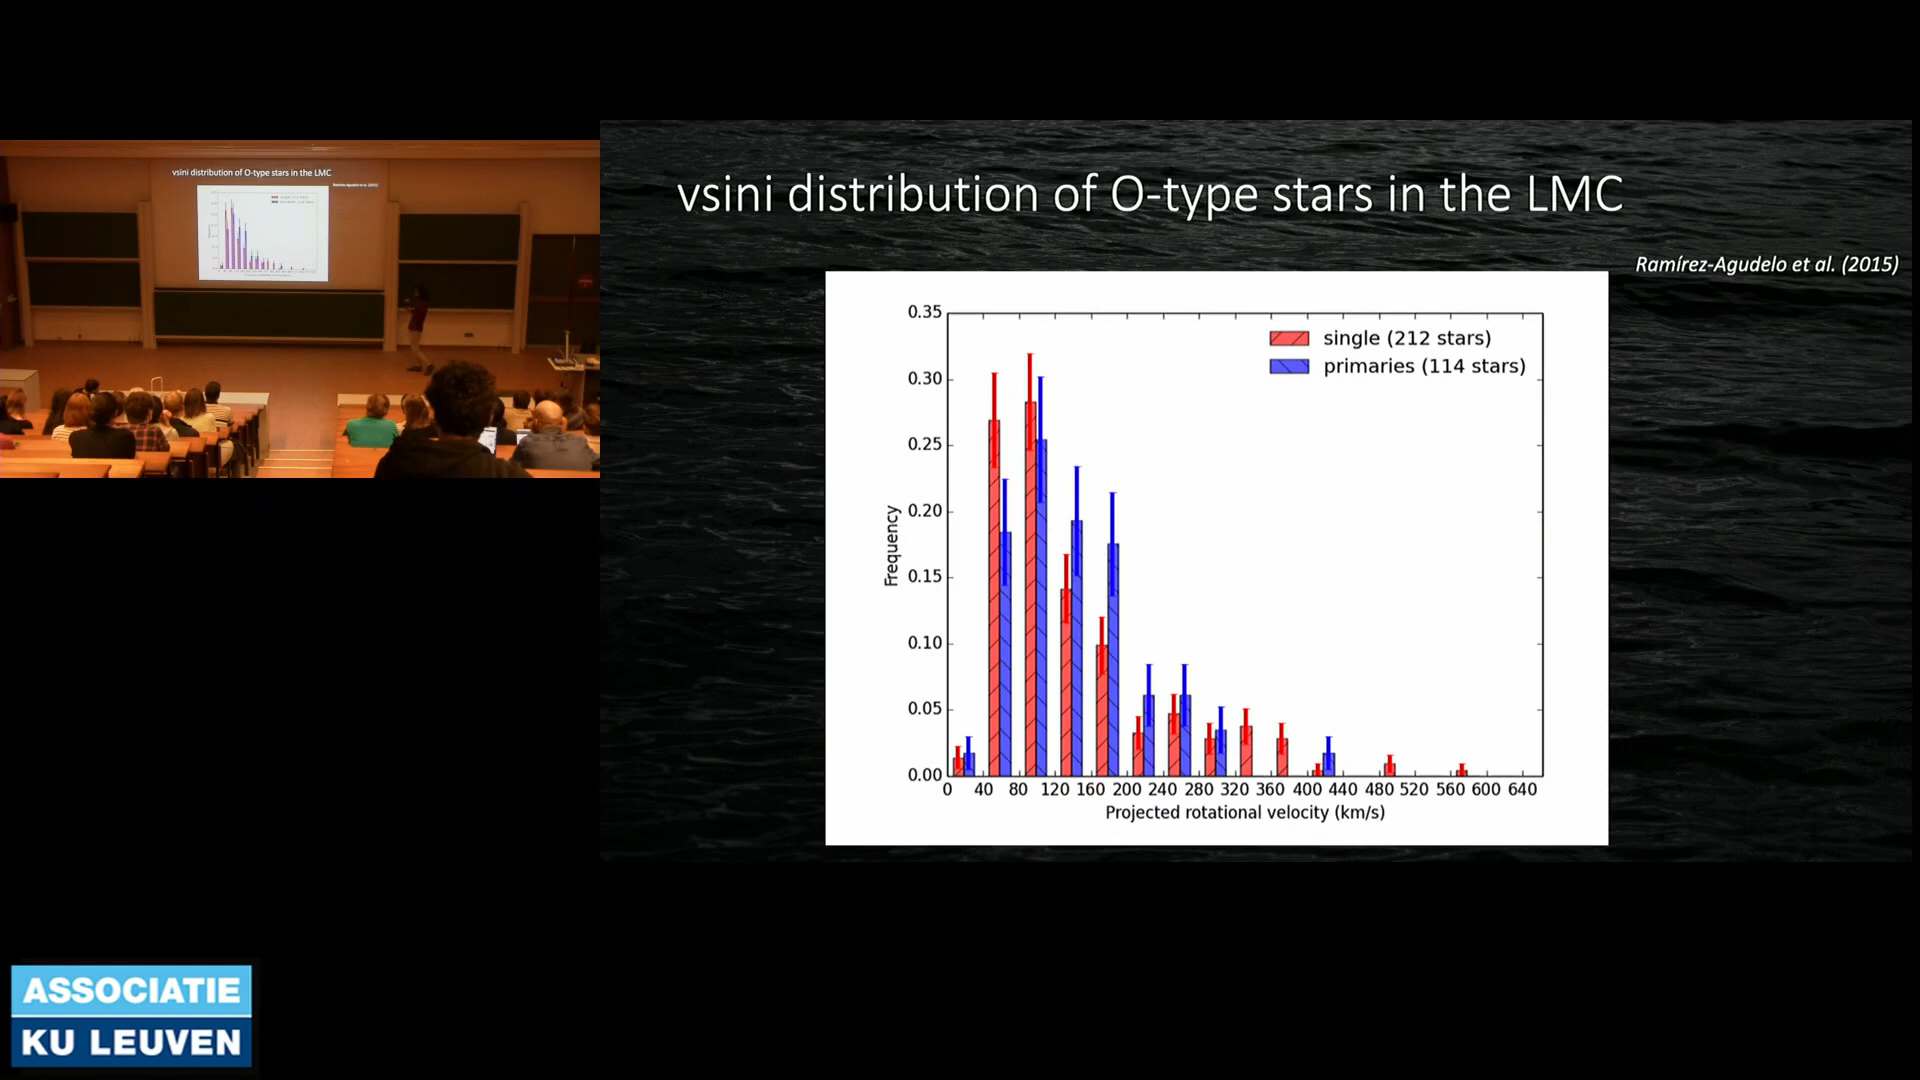 vsini distribution of O-type stars in the LMC
vsini distribution of O-type stars in the LMC
Ramírez-Agudelo et al. (2015)
single (212 stars)
primaries (114 stars)
Frequency
0.35
0.30
0.25
0.20
0.15
0.10
0.05
0.00
0 40 80 120 160 200 240 280 320 360 400 440 480 520 560 600 640
Projected rotational velocity (km/s)
ASSOCIATIE
KU LEUVEN